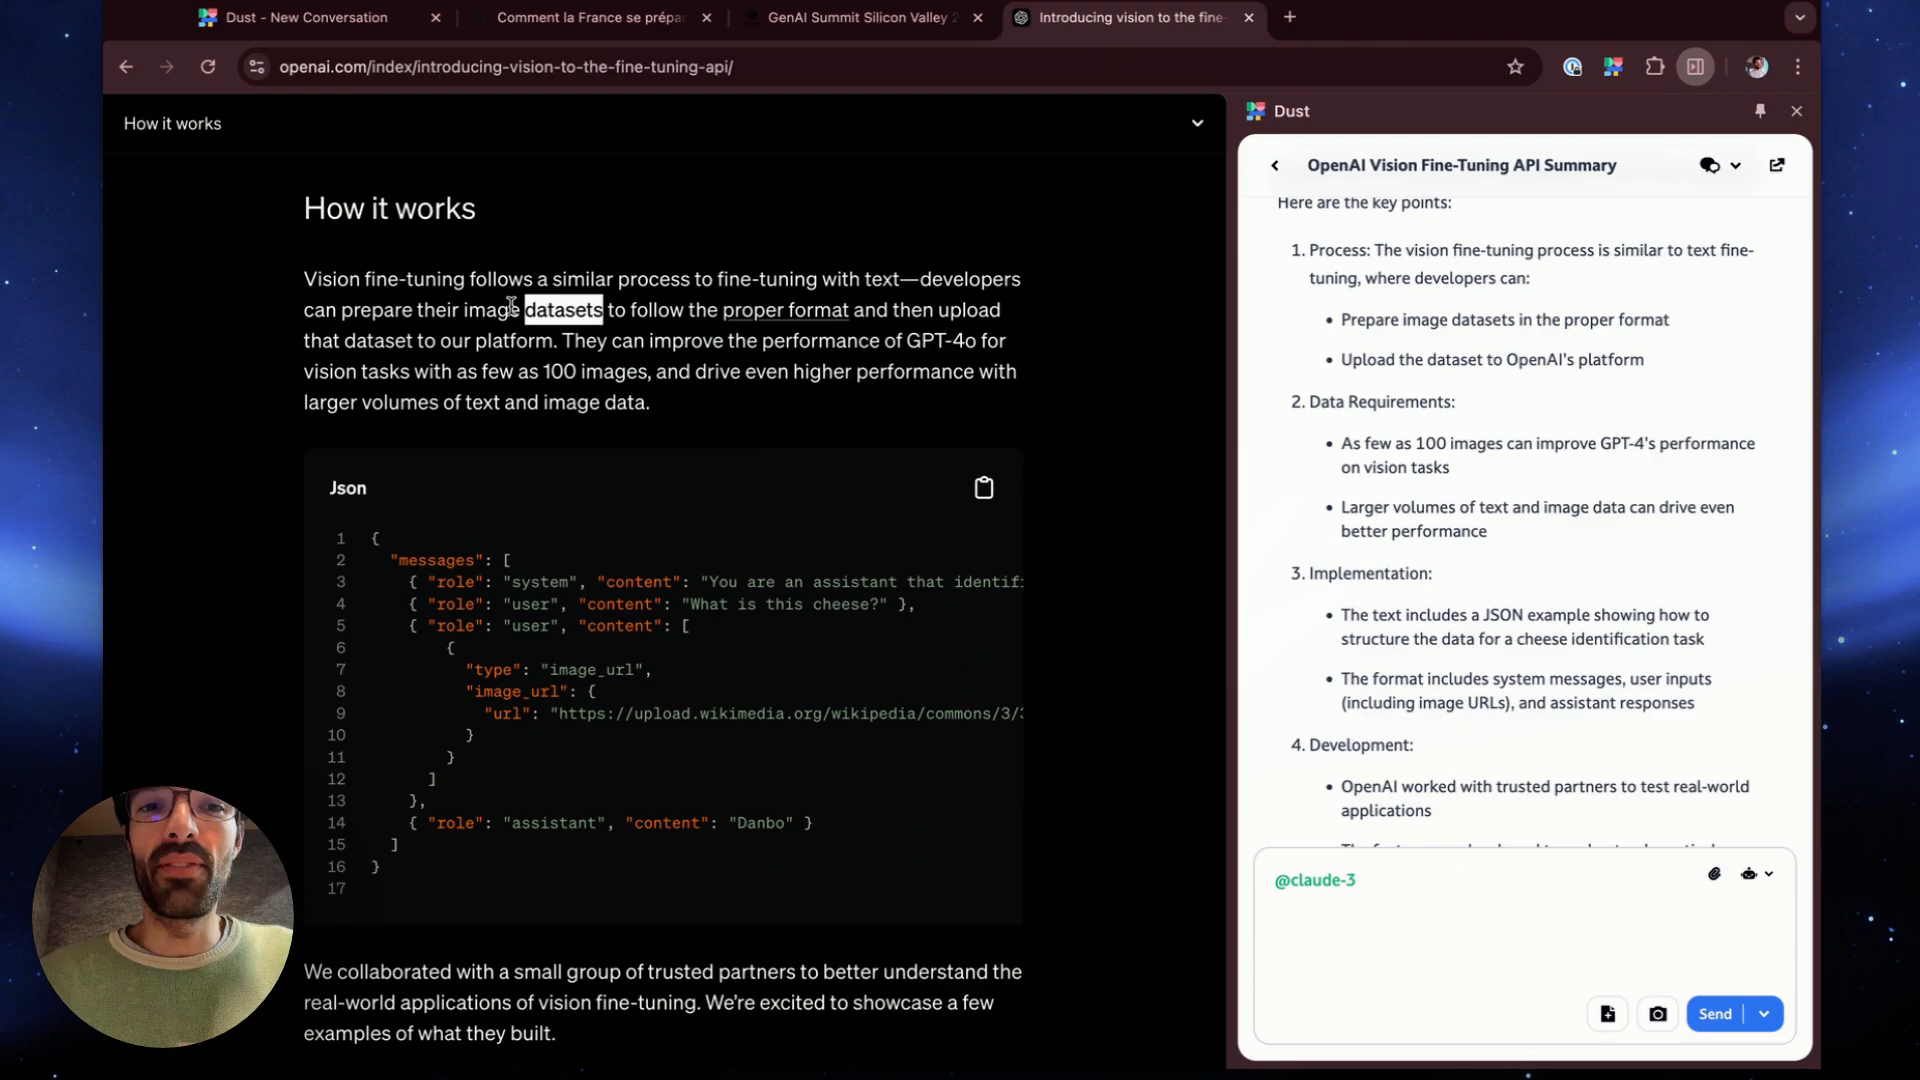 Dust - New Conversation
Comment la France se prépar
GenAI Summit Silicon Valley 2
Introducing vision to the fine-
openai.com/index/introducing-vision-to-the-fine-tuning-api/
How it works
How it works
Vision fine-tuning follows a similar process to fine-tuning with text—developers
can prepare their image datasets to follow the proper format and then upload
that dataset to our platform. They can improve the performance of GPT-4o for
vision tasks with as few as 100 images, and drive even higher performance with
larger volumes of text and image data.
Json
1 {
2 "messages": [
3 { "role": "system", "content": "You are an assistant that identif
4 { "role": "user", "content": "What is this cheese?" },
5 { "role": "user", "content": [
6 {
7 "type": "image_url",
8 "image_url": {
9 "url": "https://upload.wikimedia.org/wikipedia/commons/3/
10 }
11 }
12 ]
13 },
14 { "role": "assistant", "content": "Danbo" }
15 ]
16 }
17
We collaborated with a small group of trusted partners to better understand the
real-world applications of vision fine-tuning. We're excited to showcase a few
examples of what they built.
Dust
OpenAI Vision Fine-Tuning API Summary
Here are the key points:
1. Process: The vision fine-tuning process is similar to text fine-
tuning, where developers can:
• Prepare image datasets in the proper format
• Upload the dataset to OpenAI's platform
2. Data Requirements:
• As few as 100 images can improve GPT-4's performance
on vision tasks
• Larger volumes of text and image data can drive even
better performance
3. Implementation:
• The text includes a JSON example showing how to
structure the data for a cheese identification task
• The format includes system messages, user inputs
(including image URLs), and assistant responses
4. Development:
• OpenAI worked with trusted partners to test real-world
applications
@claude-3
Send